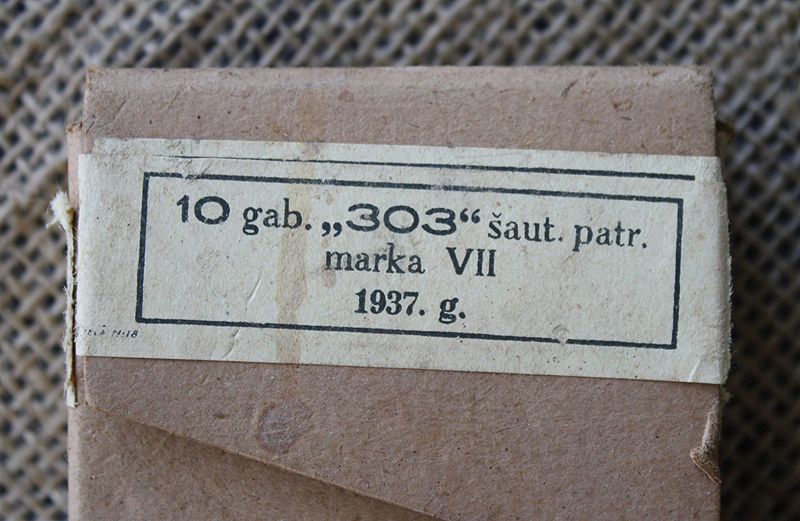 10 gab. „303“ šaut. patr.
marka VII
1937. g.